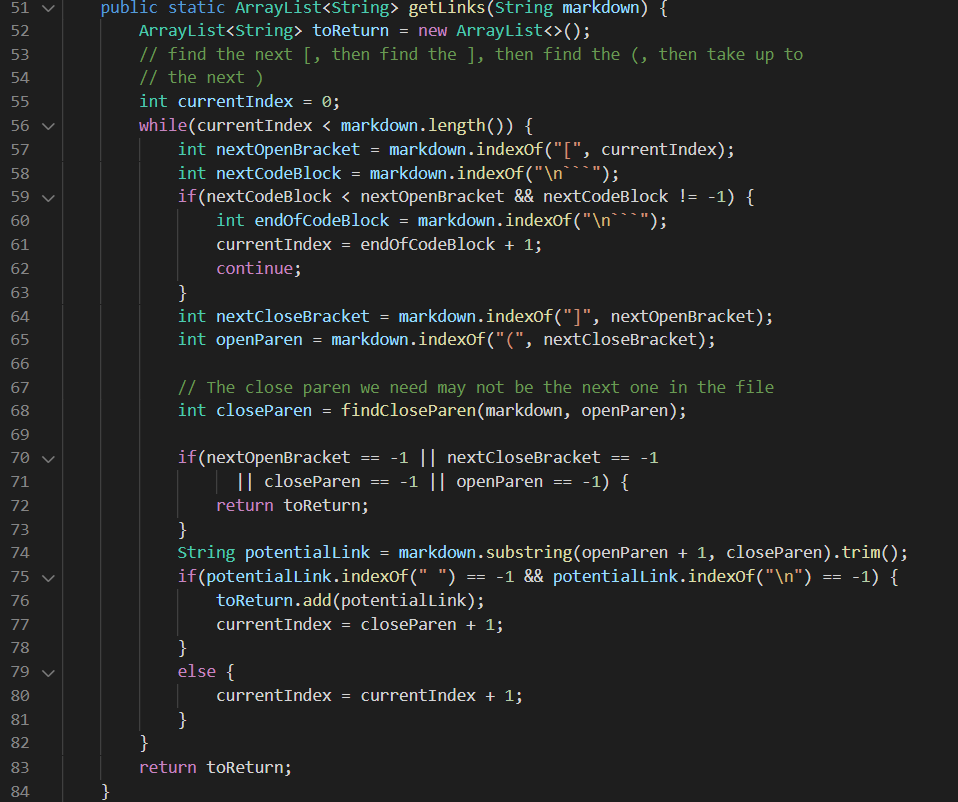 51 public static ArrayList<String> getLinks(String markdown) {
52 ArrayList<String> toReturn = new ArrayList<>();
53 // find the next [, then find the ], then find the (, then take up to
54 // the next )
55 int currentIndex = 0;
56 while(currentIndex < markdown.length()) {
57 int nextOpenBracket = markdown.indexOf("[", currentIndex);
58 int nextCodeBlock = markdown.indexOf("\n```");
59 if(nextCodeBlock < nextOpenBracket && nextCodeBlock != -1) {
60 int endOfCodeBlock = markdown.indexOf("\n```");
61 currentIndex = endOfCodeBlock + 1;
62 continue;
63 }
64 int nextCloseBracket = markdown.indexOf("]", nextOpenBracket);
65 int openParen = markdown.indexOf("(", nextCloseBracket);
66
67 // The close paren we need may not be the next one in the file
68 int closeParen = findCloseParen(markdown, openParen);
69
70 if(nextOpenBracket == -1 || nextCloseBracket == -1
71 || closeParen == -1 || openParen == -1) {
72 return toReturn;
73 }
74 String potentialLink = markdown.substring(openParen + 1, closeParen).trim();
75 if(potentialLink.indexOf(" ") == -1 && potentialLink.indexOf("\n") == -1) {
76 toReturn.add(potentialLink);
77 currentIndex = closeParen + 1;
78 }
79 else {
80 currentIndex = currentIndex + 1;
81 }
82 }
83 return toReturn;
84 }